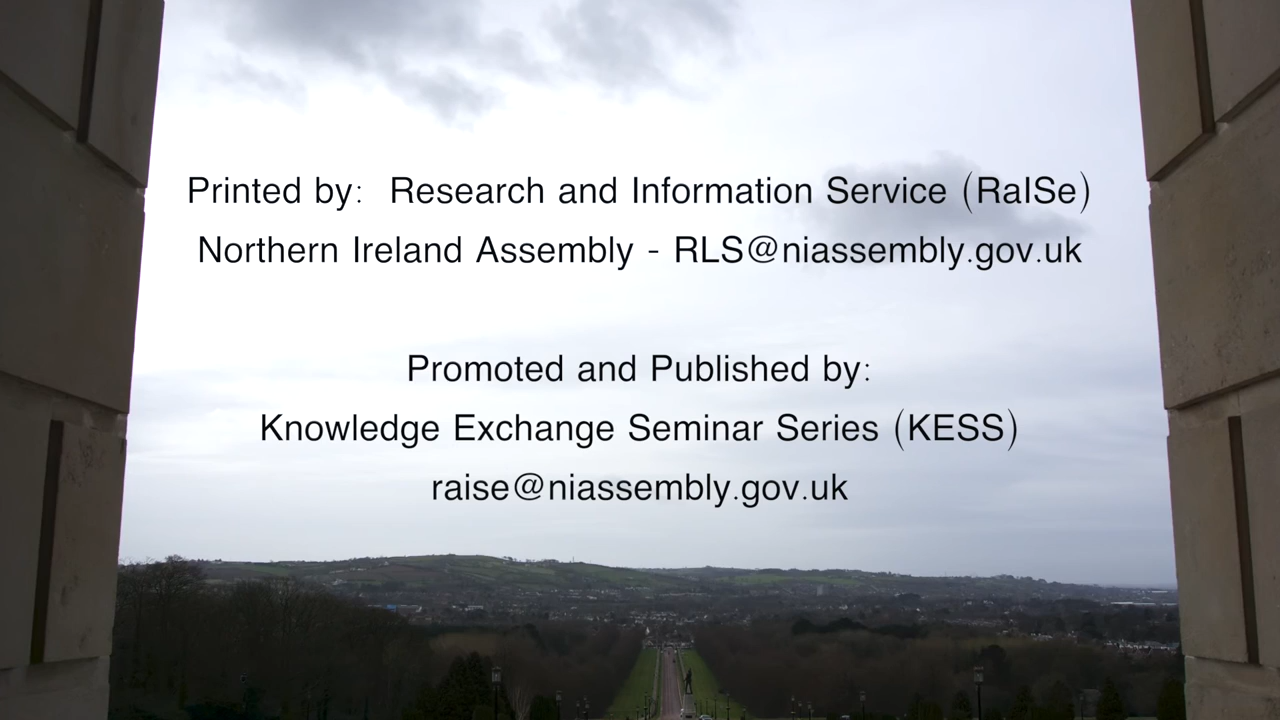 Printed by:  Research and Information Service (RaISe)
Northern Ireland Assembly - RLS@niassembly.gov.uk
Promoted and Published by:
Knowledge Exchange Seminar Series (KESS)
raise@niassembly.gov.uk